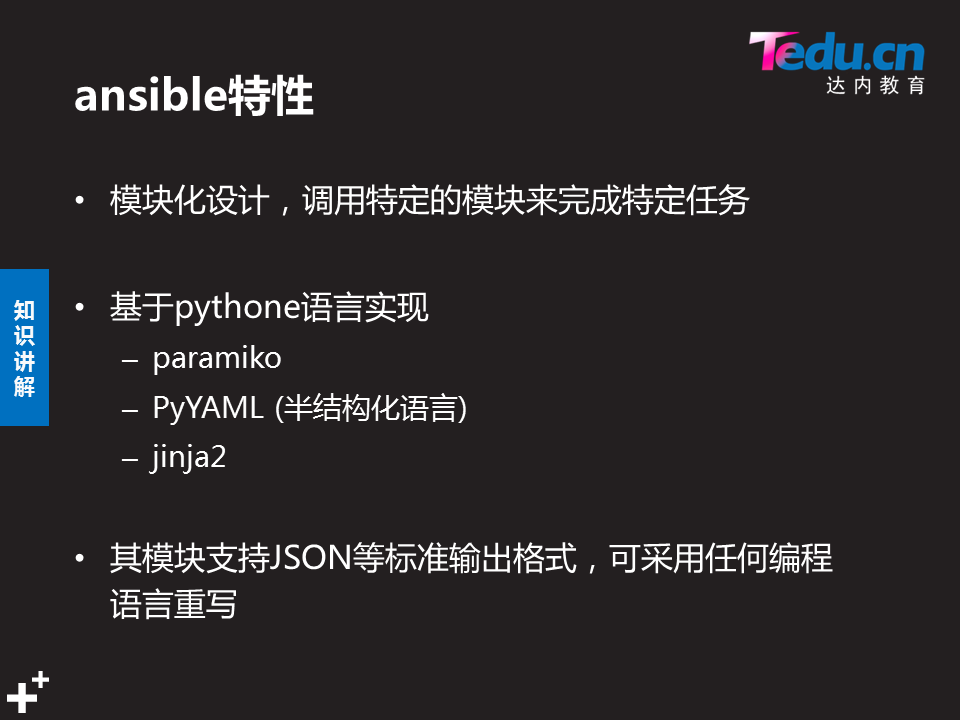 Tedu.cn
达内教育
ansible特性
• 模块化设计，调用特定的模块来完成特定任务
• 基于pythone语言实现
– paramiko
– PyYAML (半结构化语言)
– jinja2
• 其模块支持JSON等标准输出格式，可采用任何编程
语言重写
知
识
讲
解